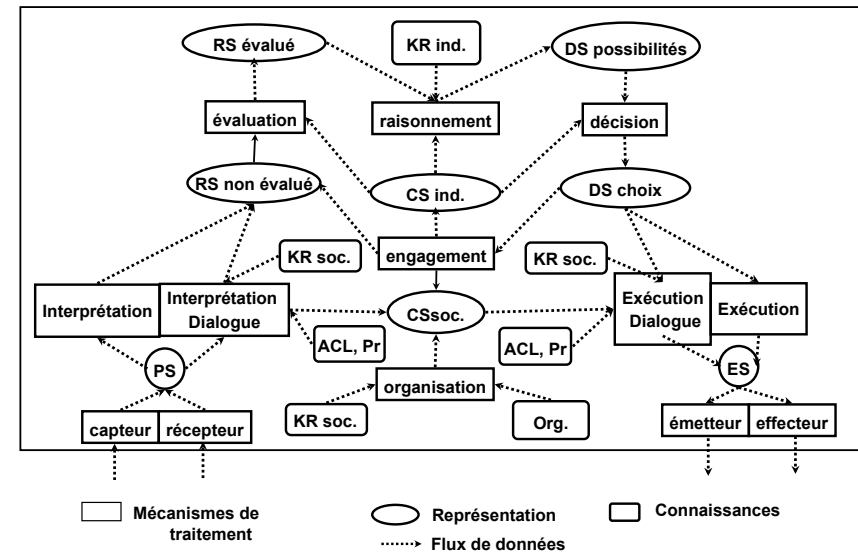 RS évalué
KR ind.
DS possibilités
évaluation
raisonnement
décision
RS non évalué
CS ind.
DS choix
KR soc.
engagement
KR soc.
Interprétation
Interprétation
Dialogue
CSsoc.
Exécution
Dialogue
Exécution
ACL, Pr
ACL, Pr
PS
ES
organisation
capteur
récepteur
KR soc.
Org.
émetteur
effecteur
Mécanismes de
traitement
Représentation
Connaissances
Flux de données